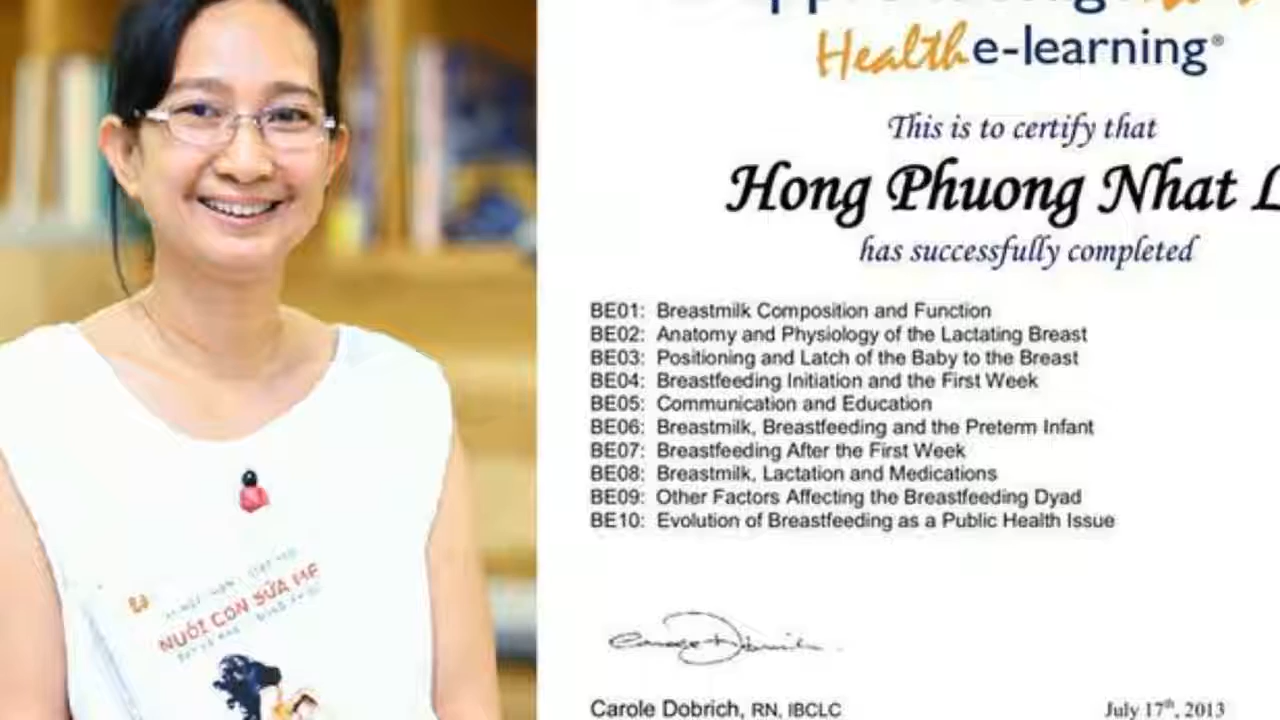 NUÔI CON SỮA MẸ
Health e-learning®
This is to certify that
Hong Phuong Nhat L
has successfully completed
BE01: Breastmilk Composition and Function
BE02: Anatomy and Physiology of the Lactating Breast
BE03: Positioning and Latch of the Baby to the Breast
BE04: Breastfeeding Initiation and the First Week
BE05: Communication and Education
BE06: Breastmilk, Breastfeeding and the Preterm Infant
BE07: Breastfeeding After the First Week
BE08: Breastmilk, Lactation and Medications
BE09: Other Factors Affecting the Breastfeeding Dyad
BE10: Evolution of Breastfeeding as a Public Health Issue
Carole Dobrich, RN, IBCLC
July 17th, 2013